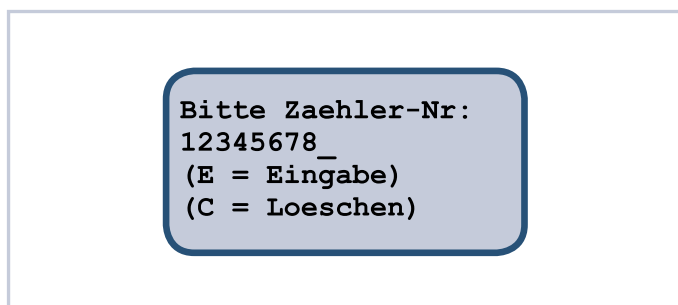 Bitte Zaehler-Nr:
12345678_
(E = Eingabe)
(C = Loeschen)